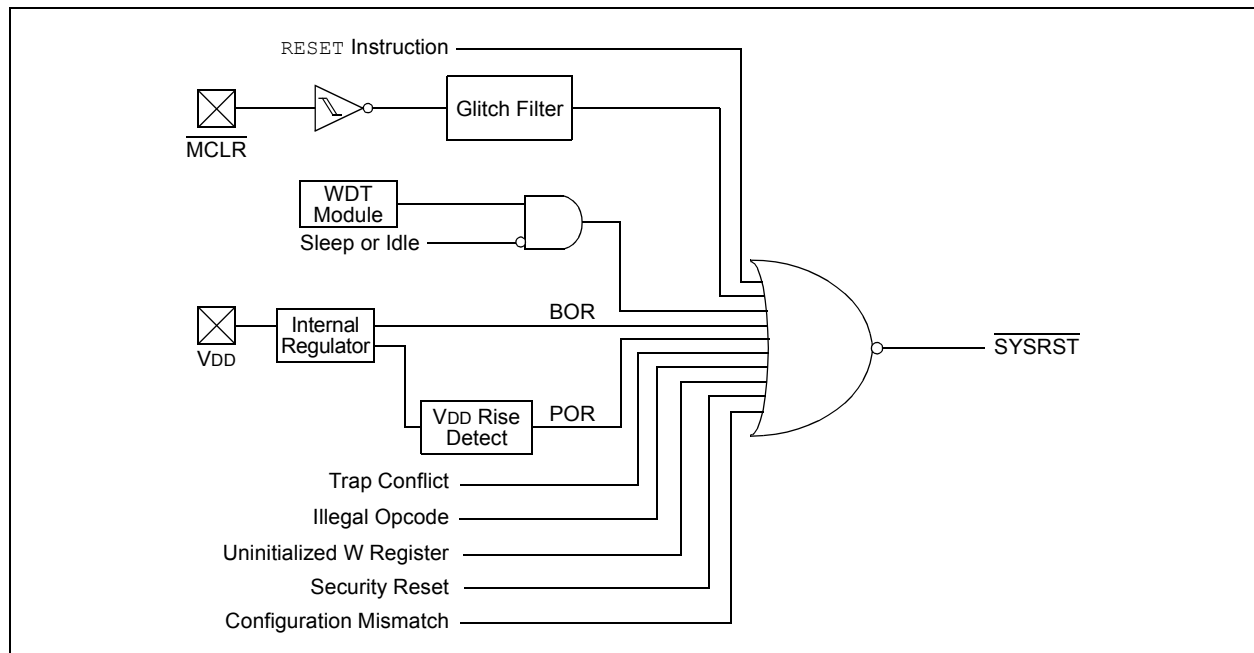 RESET Instruction
Glitch Filter
MCLR
WDT
Module
Sleep or Idle
VDD
Internal
Regulator
BOR
SYSRST
VDD Rise
Detect
POR
Trap Conflict
Illegal Opcode
Uninitialized W Register
Security Reset
Configuration Mismatch